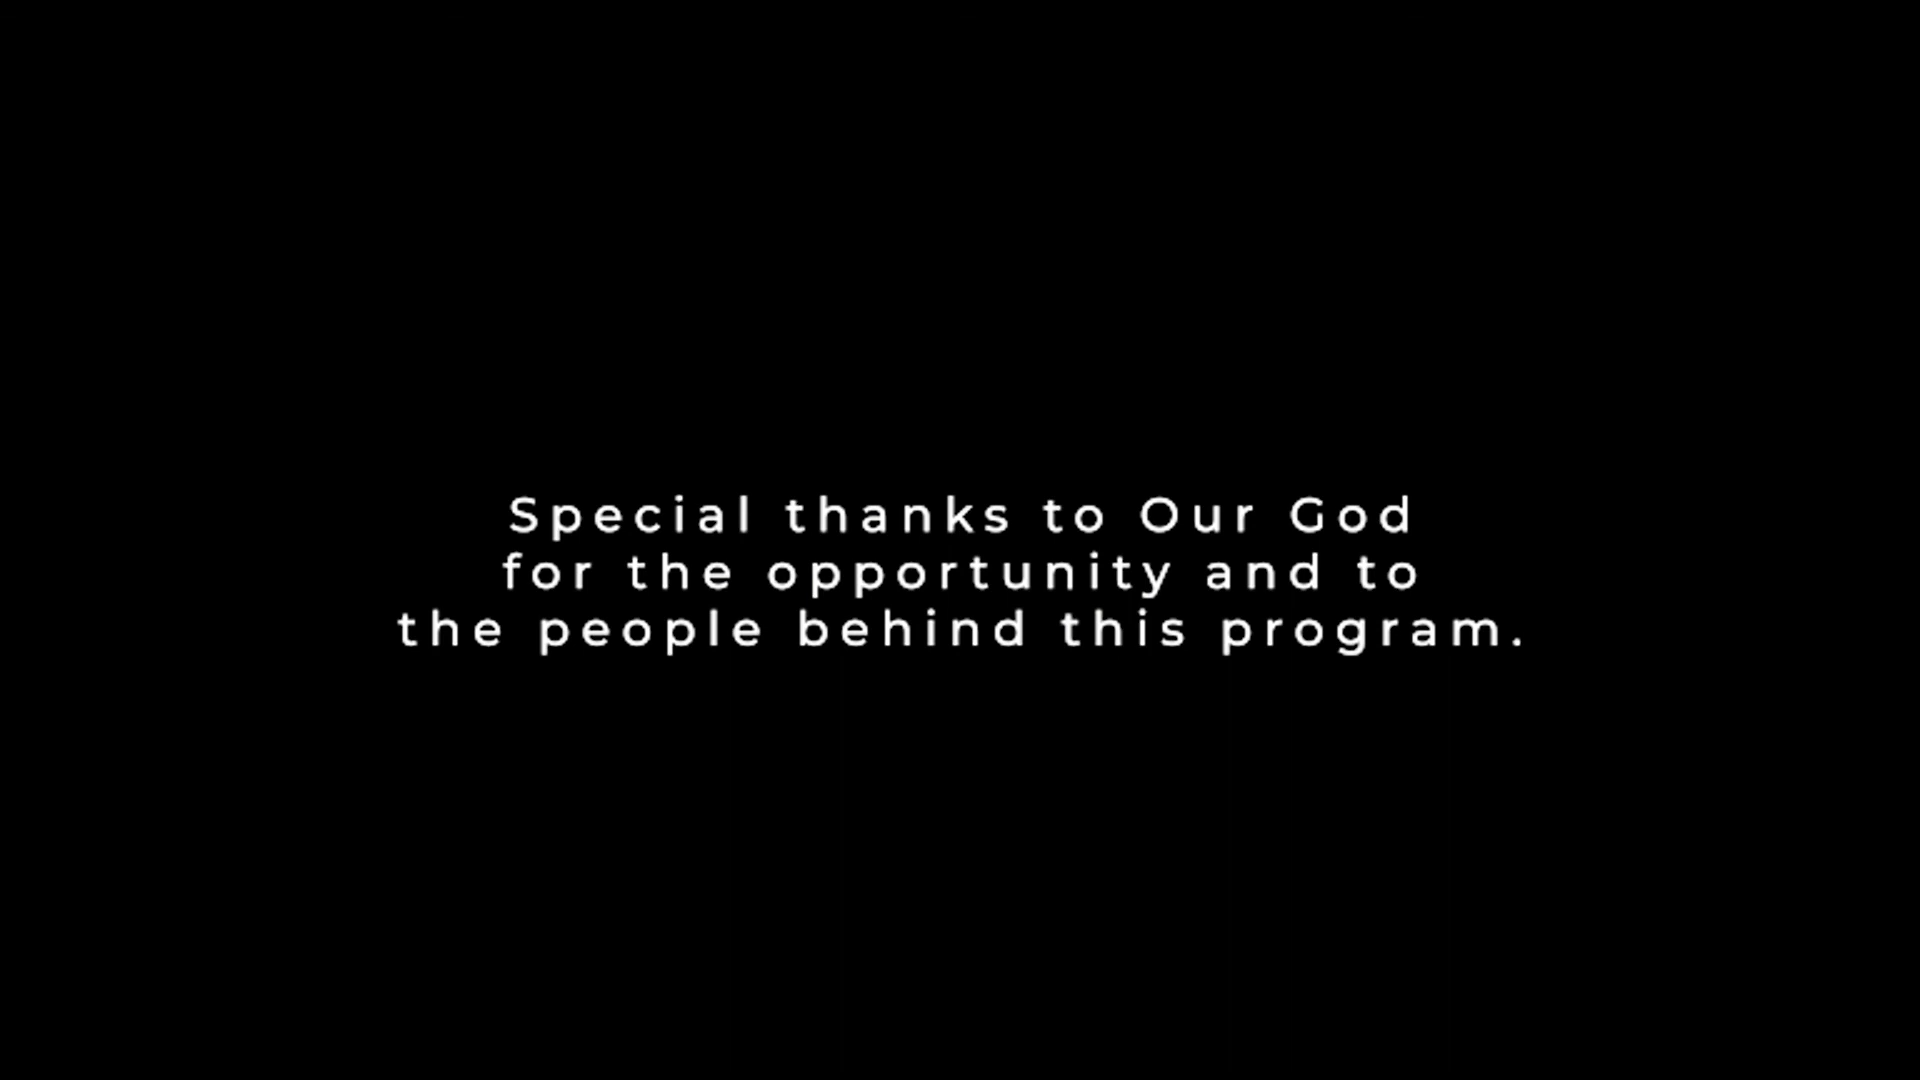 Special thanks to Our God
for the opportunity and to
the people behind this program.